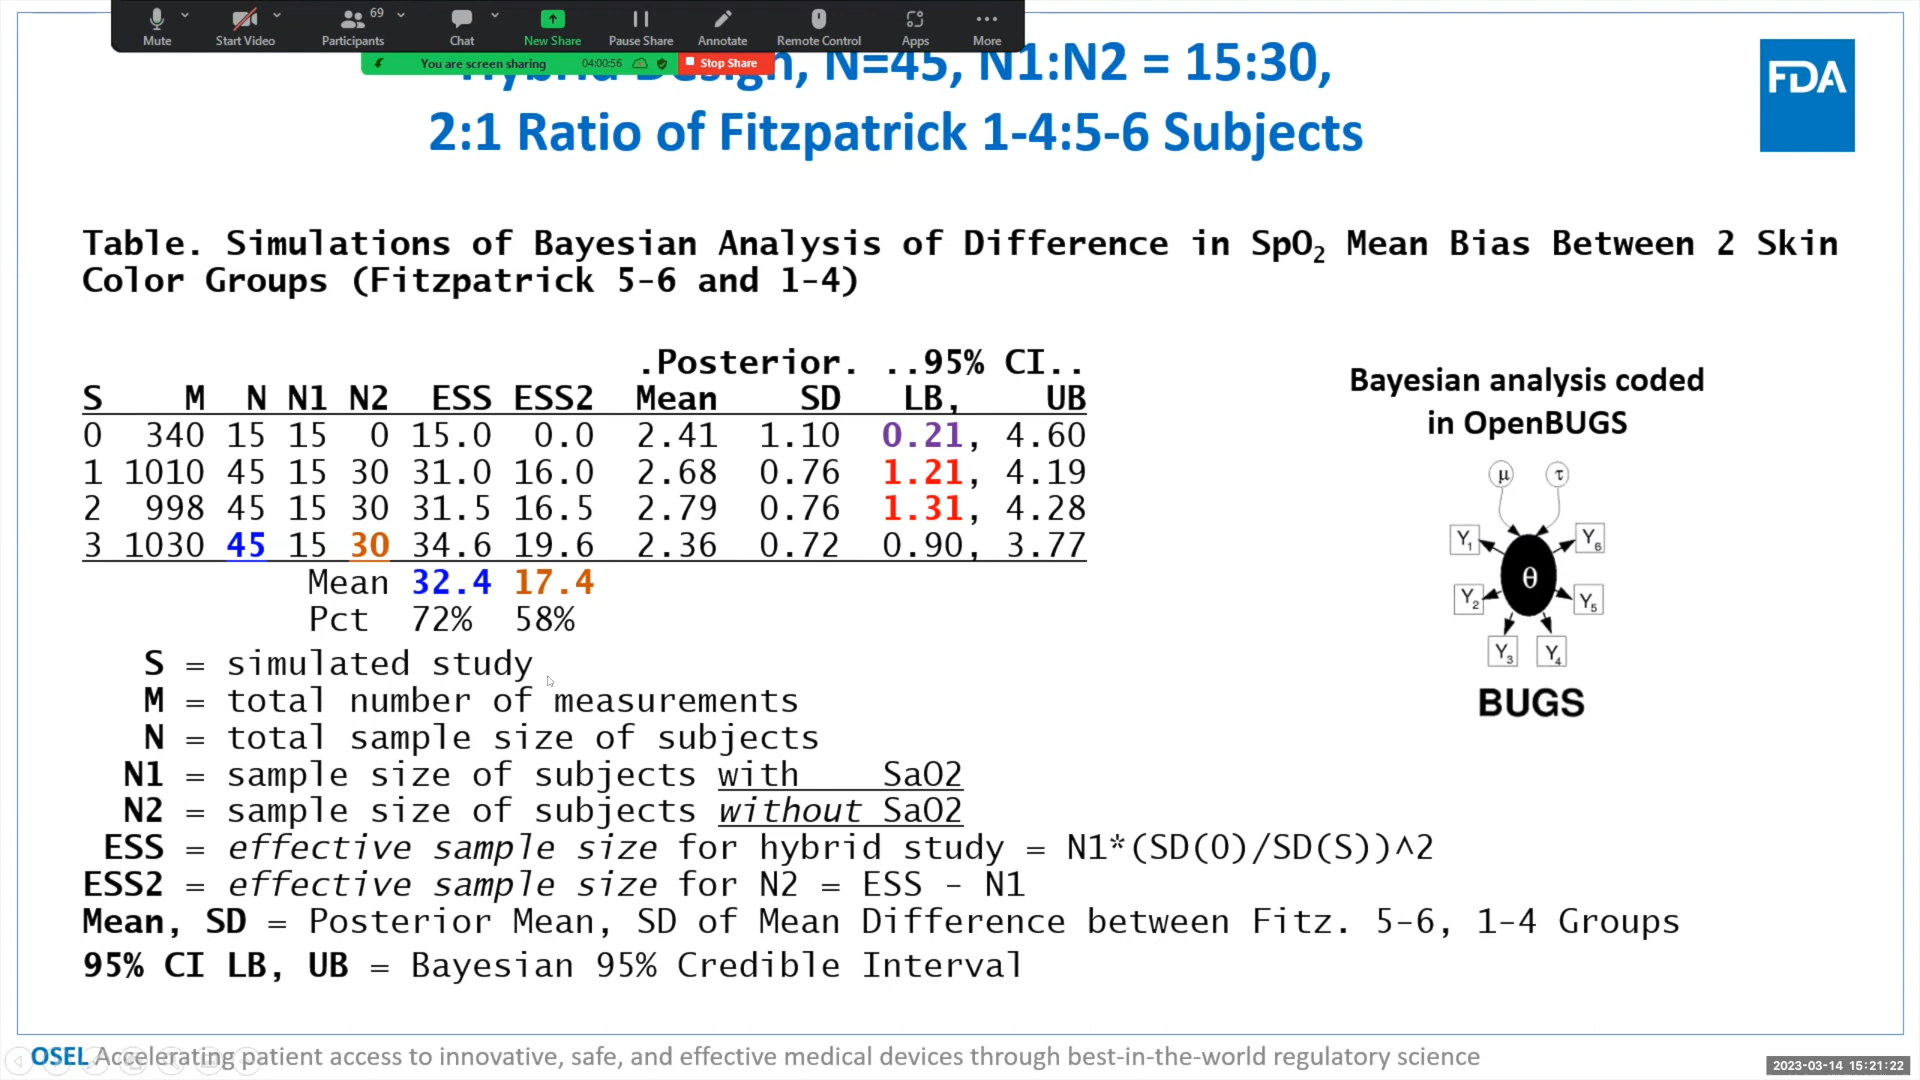 Mute
Start Video
Participants 69
Chat
New Share
Pause Share
Annotate
Remote Control
Apps
More
You are screen sharing 04:00:56 Stop Share
Hybrid Design, N=45, N1:N2 = 15:30,
2:1 Ratio of Fitzpatrick 1-4:5-6 Subjects
FDA
Table. Simulations of Bayesian Analysis of Difference in SpO2 Mean Bias Between 2 Skin
Color Groups (Fitzpatrick 5-6 and 1-4)
.Posterior. ..95% CI..
S M N N1 N2 ESS ESS2 Mean SD LB, UB
0 340 15 15 0 15.0 0.0 2.41 1.10 0.21, 4.60
1 1010 45 15 30 31.0 16.0 2.68 0.76 1.21, 4.19
2 998 45 15 30 31.5 16.5 2.79 0.76 1.31, 4.28
3 1030 45 15 30 34.6 19.6 2.36 0.72 0.90, 3.77
Mean 32.4 17.4
Pct 72% 58%
S = simulated study
M = total number of measurements
N = total sample size of subjects
N1 = sample size of subjects with SaO2
N2 = sample size of subjects without SaO2
ESS = effective sample size for hybrid study = N1*(SD(0)/SD(S))^2
ESS2 = effective sample size for N2 = ESS - N1
Mean, SD = Posterior Mean, SD of Mean Difference between Fitz. 5-6, 1-4 Groups
95% CI LB, UB = Bayesian 95% Credible Interval
Bayesian analysis coded
in OpenBUGS
μ τ
Y1 Y6
θ
Y2 Y5
Y3 Y4
BUGS
OSEL Accelerating patient access to innovative, safe, and effective medical devices through best-in-the-world regulatory science
2023-03-14 15:21:22